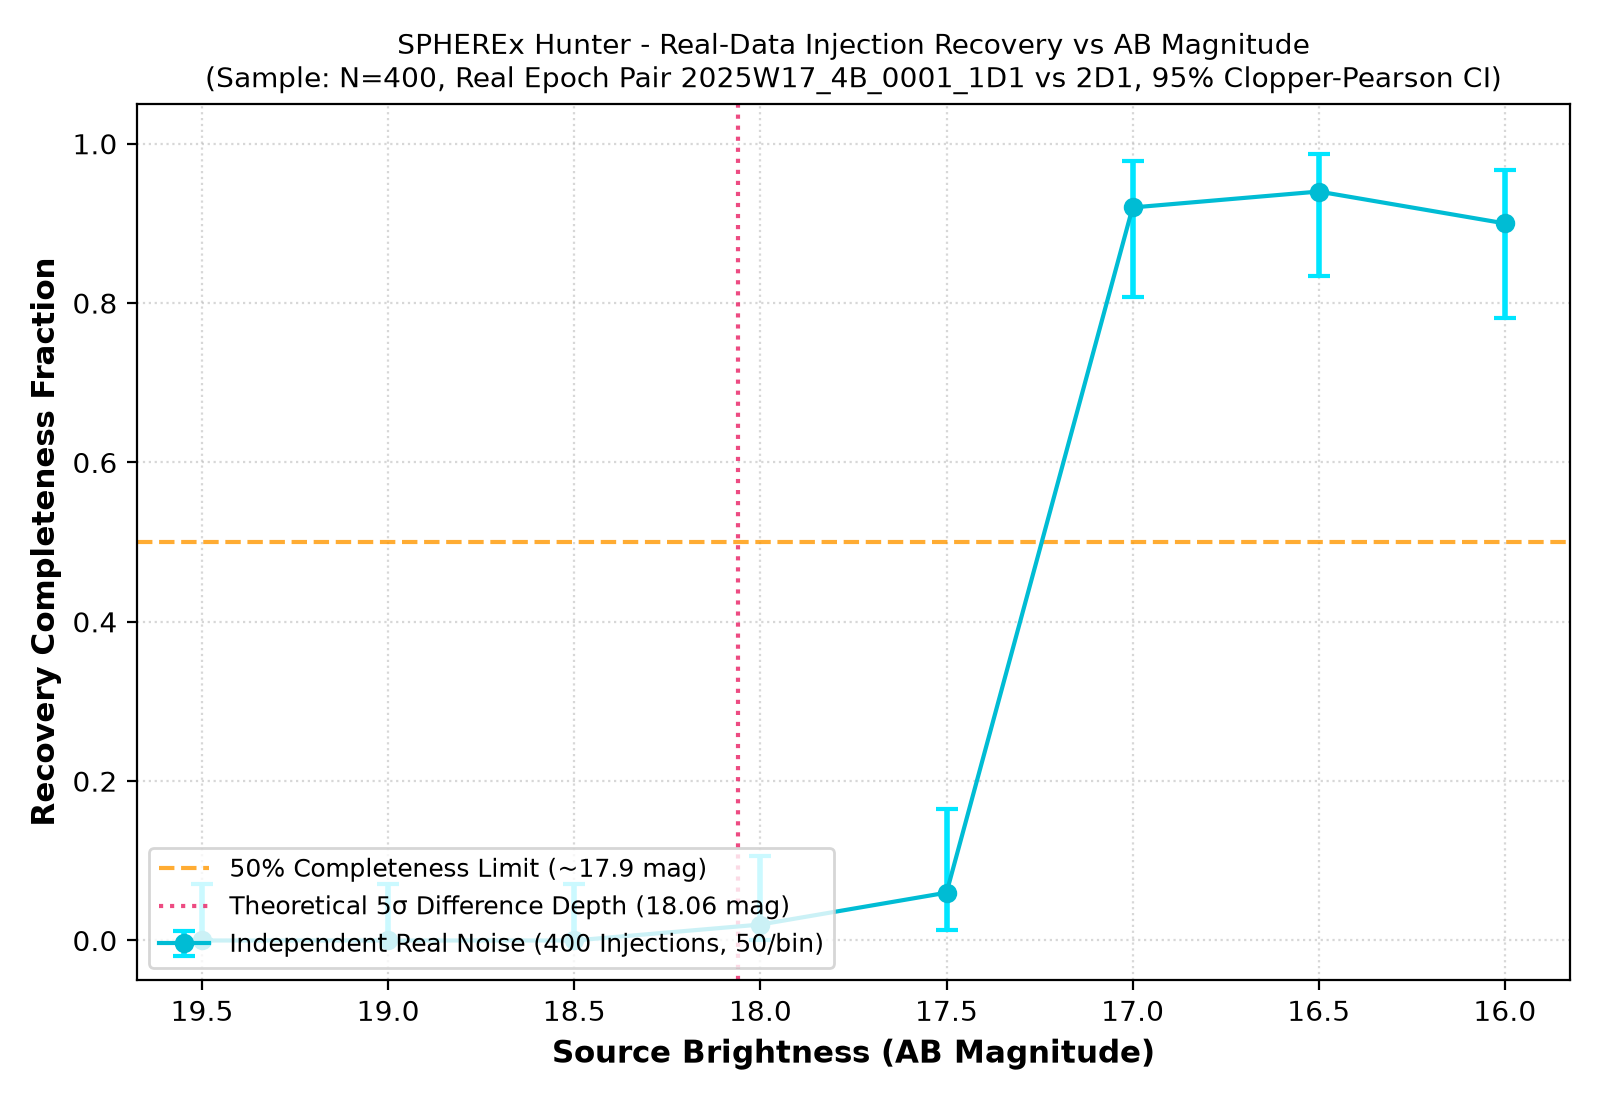 SPHEREx Hunter - Real-Data Injection Recovery vs AB Magnitude
(Sample: N=400, Real Epoch Pair 2025W17_4B_0001_1D1 vs 2D1, 95% Clopper-Pearson CI)
Recovery Completeness Fraction
1.0
0.8
0.6
0.4
0.2
0.0
50% Completeness Limit (~17.9 mag)
Theoretical 5σ Difference Depth (18.06 mag)
Independent Real Noise (400 Injections, 50/bin)
19.5 19.0 18.5 18.0 17.5 17.0 16.5 16.0
Source Brightness (AB Magnitude)